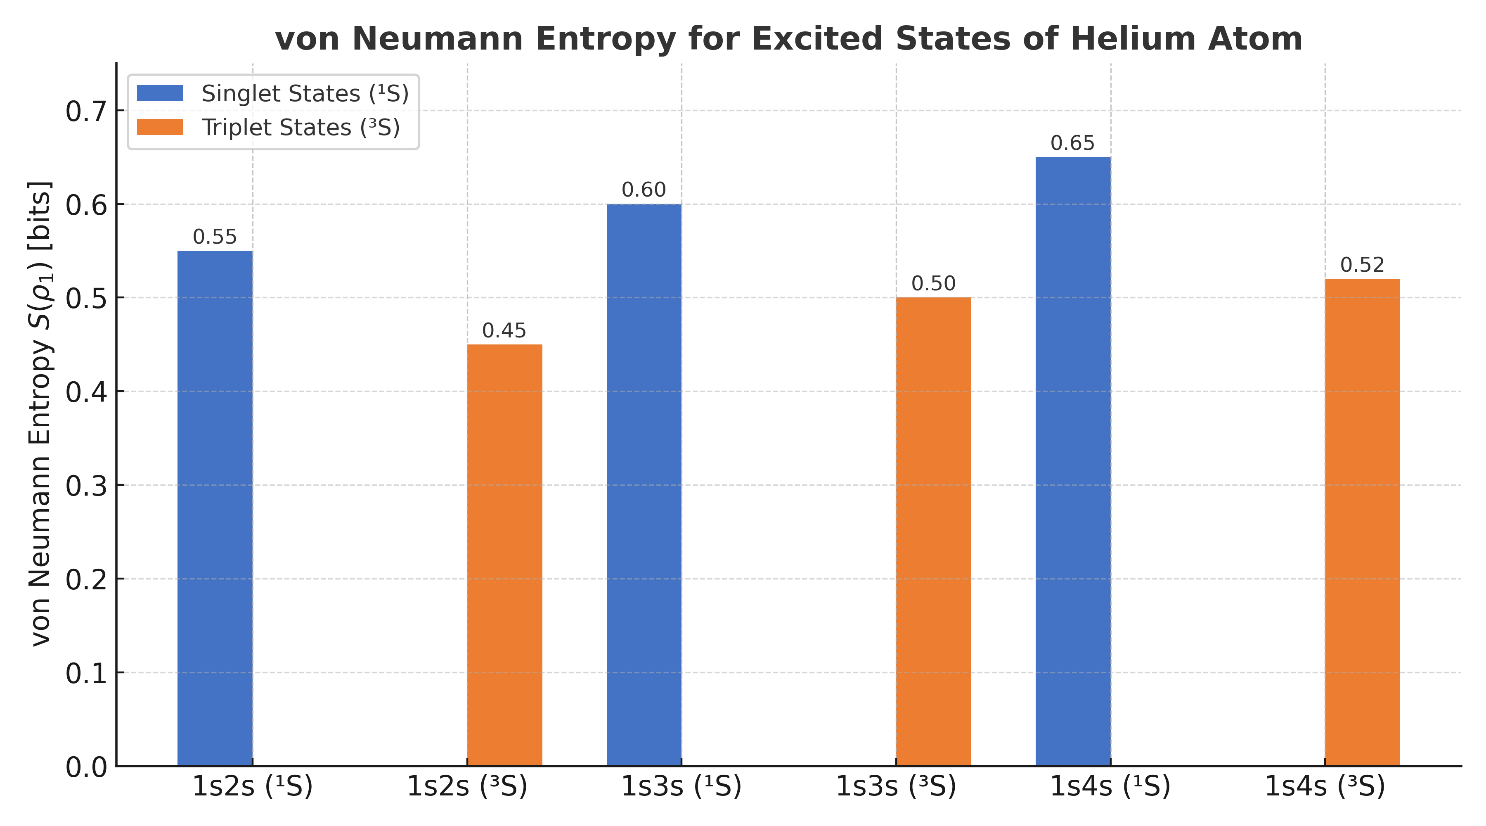 von Neumann Entropy for Excited States of Helium Atom
Singlet States (¹S)
Triplet States (³S)
von Neumann Entropy S(ρ₁) [bits]
0.7
0.6
0.5
0.4
0.3
0.2
0.1
0.0
0.55
0.45
0.60
0.50
0.65
0.52
1s2s (¹S)
1s2s (³S)
1s3s (¹S)
1s3s (³S)
1s4s (¹S)
1s4s (³S)